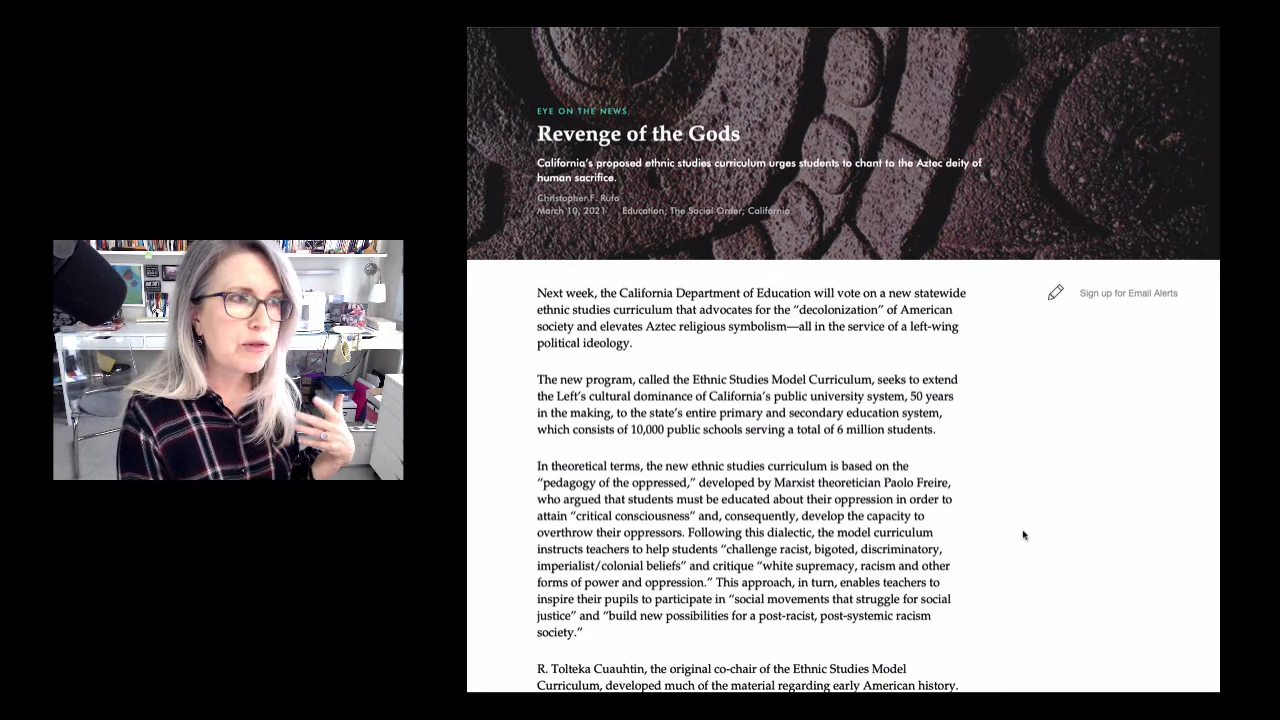 EYE ON THE NEWS
Revenge of the Gods
California's proposed ethnic studies curriculum urges students to chant to the Aztec deity of
human sacrifice.
Christopher F. Rufo
March 10, 2021 Education; The Social Order; California
Next week, the California Department of Education will vote on a new statewide
ethnic studies curriculum that advocates for the “decolonization” of American
society and elevates Aztec religious symbolism—all in the service of a left-wing
political ideology.
Sign up for Email Alerts
The new program, called the Ethnic Studies Model Curriculum, seeks to extend
the Left’s cultural dominance of California’s public university system, 50 years
in the making, to the state’s entire primary and secondary education system,
which consists of 10,000 public schools serving a total of 6 million students.
In theoretical terms, the new ethnic studies curriculum is based on the
“pedagogy of the oppressed,” developed by Marxist theoretician Paolo Freire,
who argued that students must be educated about their oppression in order to
attain “critical consciousness” and, consequently, develop the capacity to
overthrow their oppressors. Following this dialectic, the model curriculum
instructs teachers to help students “challenge racist, bigoted, discriminatory,
imperialist/colonial beliefs” and critique “white supremacy, racism and other
forms of power and oppression.” This approach, in turn, enables teachers to
inspire their pupils to participate in “social movements that struggle for social
justice” and “build new possibilities for a post-racist, post-systemic racism
society.”
R. Tolteka Cuauhtin, the original co-chair of the Ethnic Studies Model
Curriculum, developed much of the material regarding early American history.